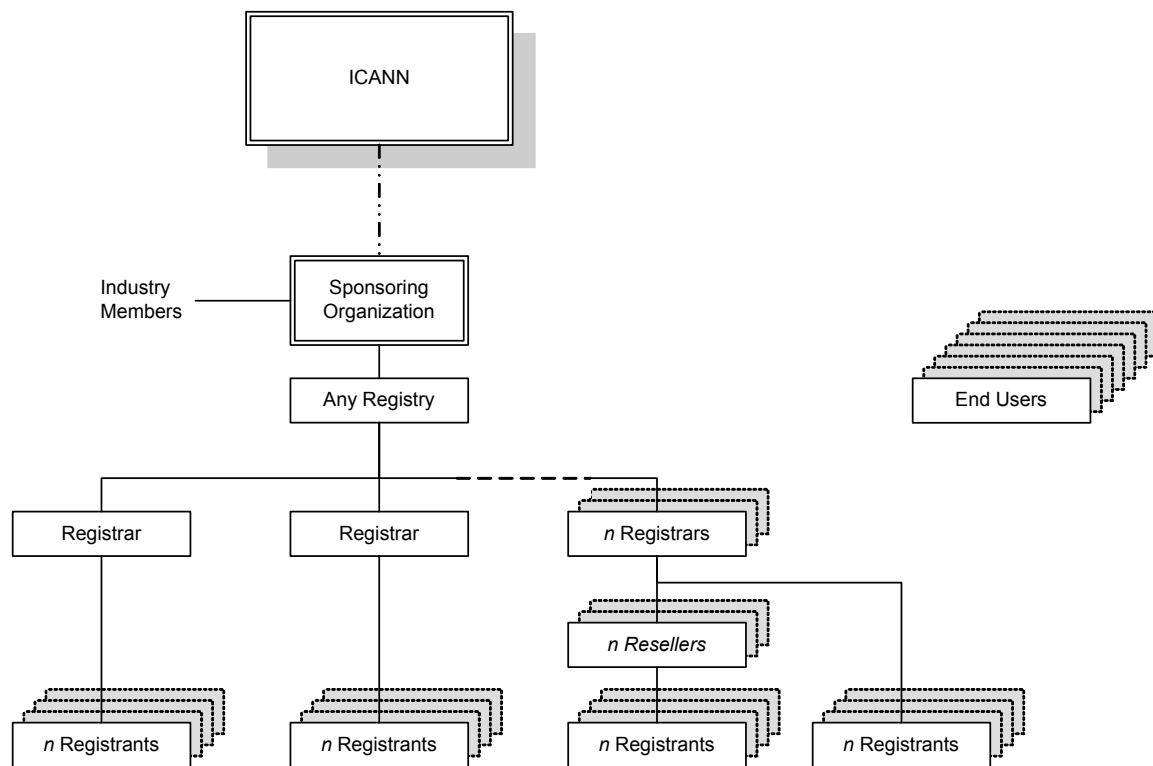 ICANN
Industry
Members
Sponsoring
Organization
Any Registry
End Users
Registrar
Registrar
n Registrars
n Resellers
n Registrants
n Registrants
n Registrants
n Registrants